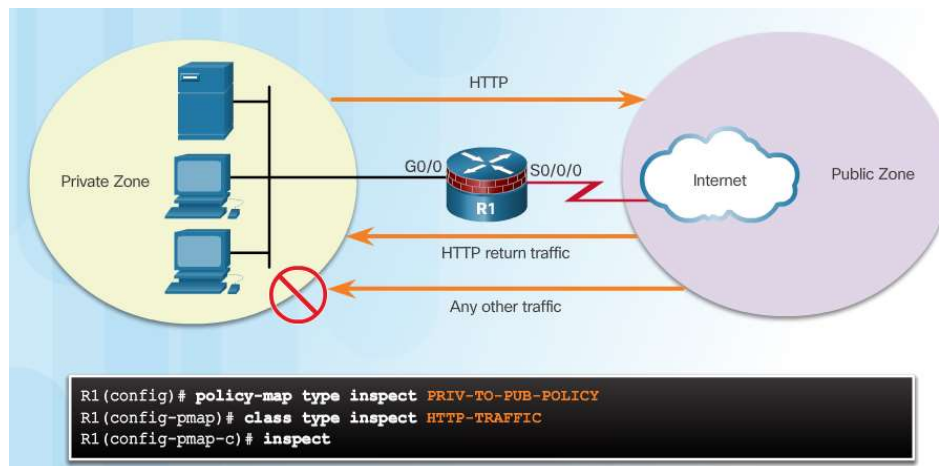 HTTP
Private Zone
G0/0
S0/0/0
R1
Internet
Public Zone
HTTP return traffic
Any other traffic
R1(config)# policy-map type inspect PRIV-TO-PUB-POLICY
R1(config-pmap)# class type inspect HTTP-TRAFFIC
R1(config-pmap-c)# inspect